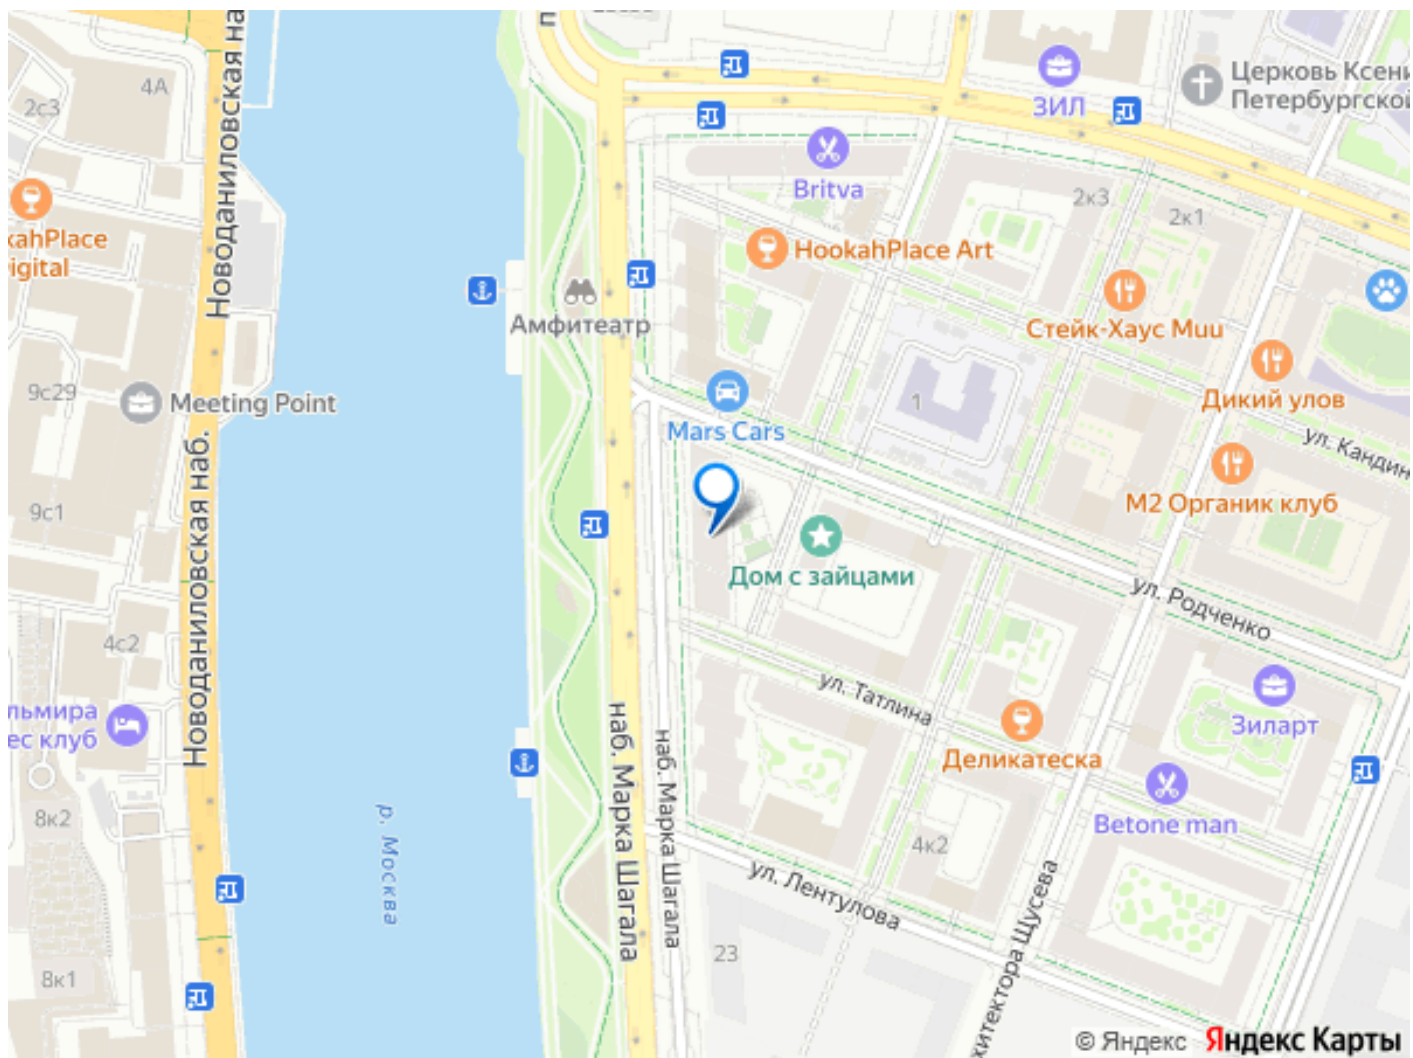 Новоданиловская на
4А
2с3
ЗИЛ
Церковь Ксени
Петербургской
Britva
2к3
2к1
kahPlace
igital
HookahPlace Art
Амфитеатр
Стейк-Хаус Muu
9с29
Meeting Point
1
Дикий улов
Mars Cars
ул. Кандин
М2 Органик клуб
9с1
Новоданиловская наб.
Дом с зайцами
ул. Родченко
4с2
льмира
ес клуб
ул. Татлина
Зиларт
Деликатеска
наб. Марка Шагала
наб. Марка Шагала
8к2
р. Москва
Betone man
4к2
ул. Лентулова
23
хитектора Щусева
8к1
© Яндекс Яндекс Карты